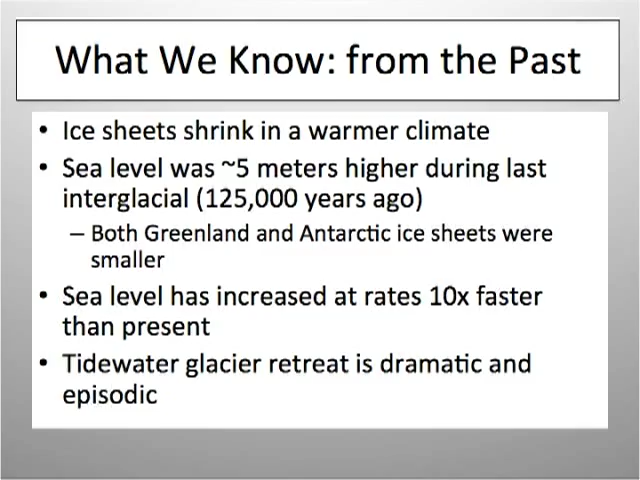 What We Know: from the Past
• Ice sheets shrink in a warmer climate
• Sea level was ~5 meters higher during last
interglacial (125,000 years ago)
– Both Greenland and Antarctic ice sheets were
smaller
• Sea level has increased at rates 10x faster
than present
• Tidewater glacier retreat is dramatic and
episodic